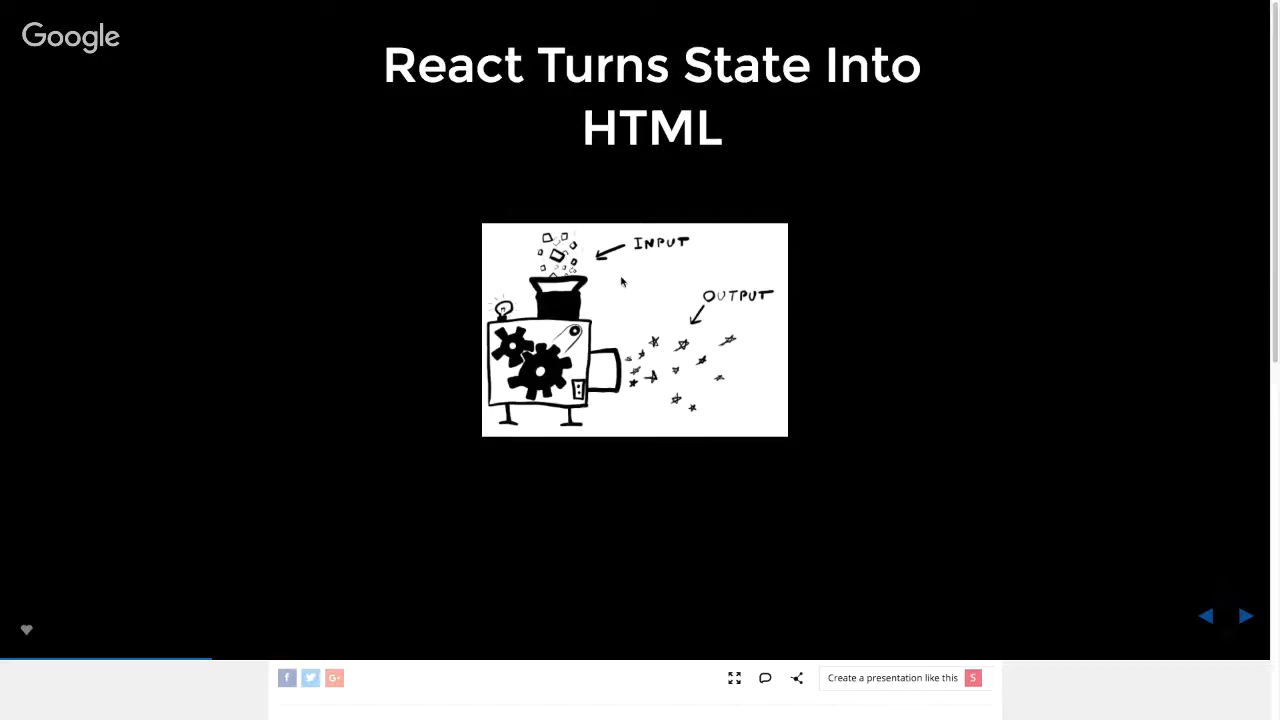 Google
React Turns State Into
HTML
INPUT
OUTPUT
f
G+
Create a presentation like this
S